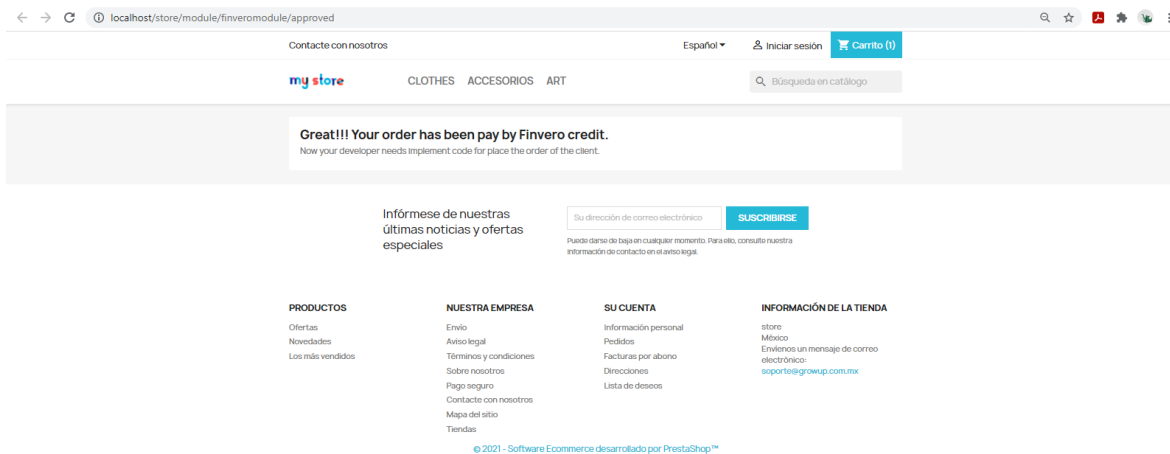 localhost/store/module/finveromodule/approved
Contacte con nosotros
Español
Iniciar sesión
Carrito (1)
my store
CLOTHES
ACCESORIOS
ART
Búsqueda en catálogo
Great!!! Your order has been pay by Finvero credit.
Now your developer needs implement code for place the order of the client.
Infórmese de nuestras
últimas noticias y ofertas
especiales
Su dirección de correo electrónico
SUSCRIBIRSE
Puede darse de baja en cualquier momento. Para ello, consulte nuestra
información de contacto en el aviso legal.
PRODUCTOS
Ofertas
Novedades
Los más vendidos
NUESTRA EMPRESA
Envío
Aviso legal
Términos y condiciones
Sobre nosotros
Pago seguro
Contacte con nosotros
Mapa del sitio
Tiendas
SU CUENTA
Información personal
Pedidos
Facturas por abono
Direcciones
Lista de deseos
INFORMACIÓN DE LA TIENDA
store
México
Envíenos un mensaje de correo
electrónico:
soporte@growup.com.mx
© 2021 - Software Ecommerce desarrollado por PrestaShop™